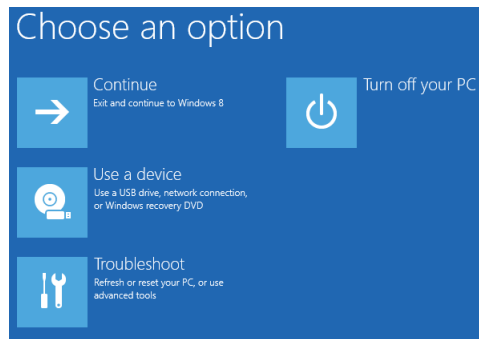 Choose an option
Continue
Exit and continue to Windows 8
Turn off your PC
Use a device
Use a USB drive, network connection,
or Windows recovery DVD
Troubleshoot
Refresh or reset your PC, or use
advanced tools